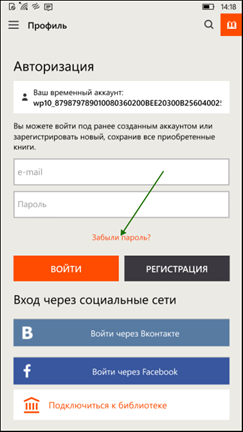 14:18
Профиль
Авторизация
Ваш временный аккаунт:
wp10_879879789010080360200BEE20300B25604002
Вы можете войти под ранее созданным аккаунтом или
зарегистрировать новый, сохранив все приобретенные
книги.
e-mail
Пароль
Забыли пароль?
ВОЙТИ
РЕГИСТРАЦИЯ
Вход через социальные сети
B
Войти через Вконтакте
f
Войти через Facebook
Подключиться к библиотеке